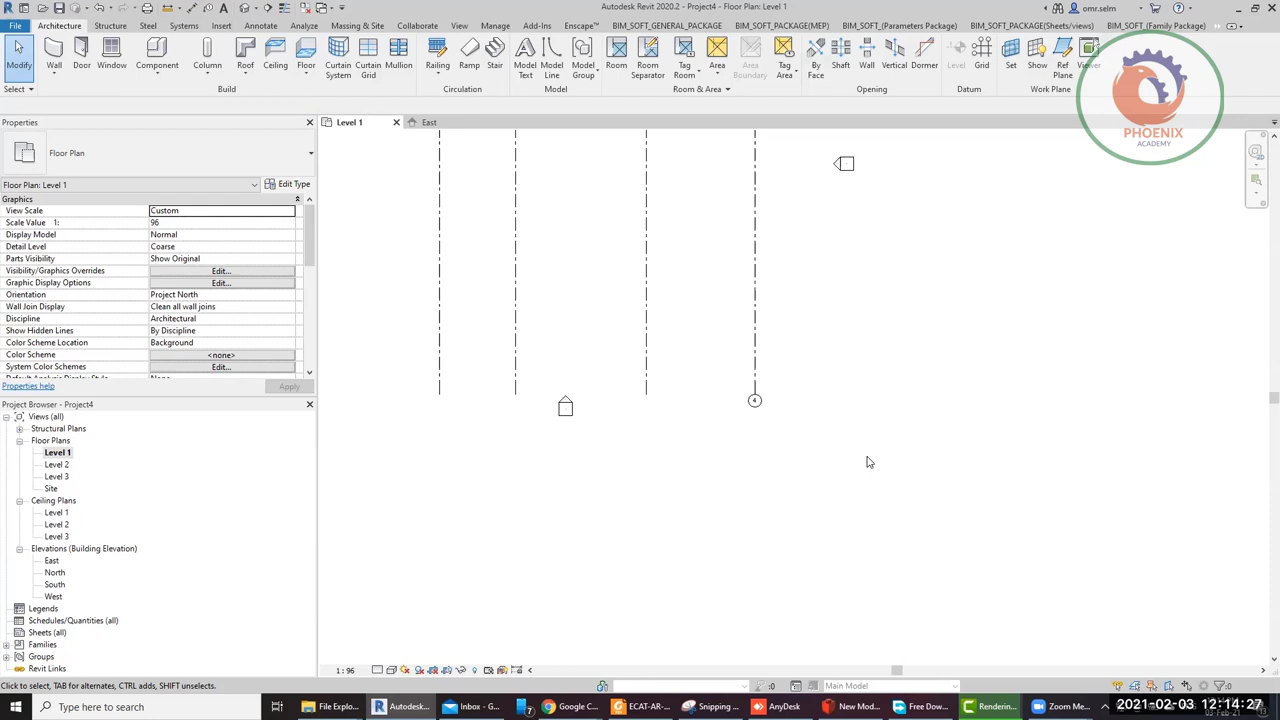 Autodesk Revit 2020.2 - Project4 - Floor Plan: Level 1
omr.selm
File
Architecture
Structure
Steel
Systems
Insert
Annotate
Analyze
Massing & Site
Collaborate
View
Manage
Add-Ins
Enscape™
BIM_SOFT_GENERAL_PACKAGE
BIM_SOFT_PACKAGE(MEP)
BIM_SOFT_(Parameters Package)
BIM_SOFT_PACKAGE(Sheets/views)
BIM_SOFT (Family Package)
Modify
Wall
Door
Window
Component
Column
Roof
Ceiling
Floor
Curtain System
Curtain Grid
Mullion
Railing
Ramp
Stair
Model Text
Model Line
Model Group
Room
Room Separator
Tag Room
Area
Area Boundary
Tag Area
By Face
Shaft
Wall
Vertical
Dormer
Level
Grid
Set
Show
Ref Plane
Viewer
Select
Build
Circulation
Model
Room & Area
Opening
Datum
Work Plane
PHOENIX
ACADEMY
Properties
Level 1
East
Floor Plan
Floor Plan: Level 1
Edit Type
Graphics
View Scale Custom
Scale Value 1: 96
Display Model Normal
Detail Level Coarse
Parts Visibility Show Original
Visibility/Graphics Overrides Edit...
Graphic Display Options Edit...
Orientation Project North
Wall Join Display Clean all wall joins
Discipline Architectural
Show Hidden Lines By Discipline
Color Scheme Location Background
Color Scheme <none>
System Color Schemes Edit...
Default Analysis Display Style None
Properties help
Apply
4
Project Browser - Project4
Views (all)
Structural Plans
Floor Plans
Level 1
Level 2
Level 3
Site
Ceiling Plans
Level 1
Level 2
Level 3
Elevations (Building Elevation)
East
North
South
West
Legends
Schedules/Quantities (all)
Sheets (all)
Families
Groups
Revit Links
1 : 96
Click to select, TAB for alternates, CTRL adds, SHIFT unselects.
:0
Main Model
:0
Type here to search
File Explo...
Autodesk...
Inbox - G...
Google C...
ECAT-AR-...
Snipping ...
AnyDesk
New Mod...
Free Dow...
Renderin...
Zoom Me...
2021-02-03 12:14:27
03-Feb-21